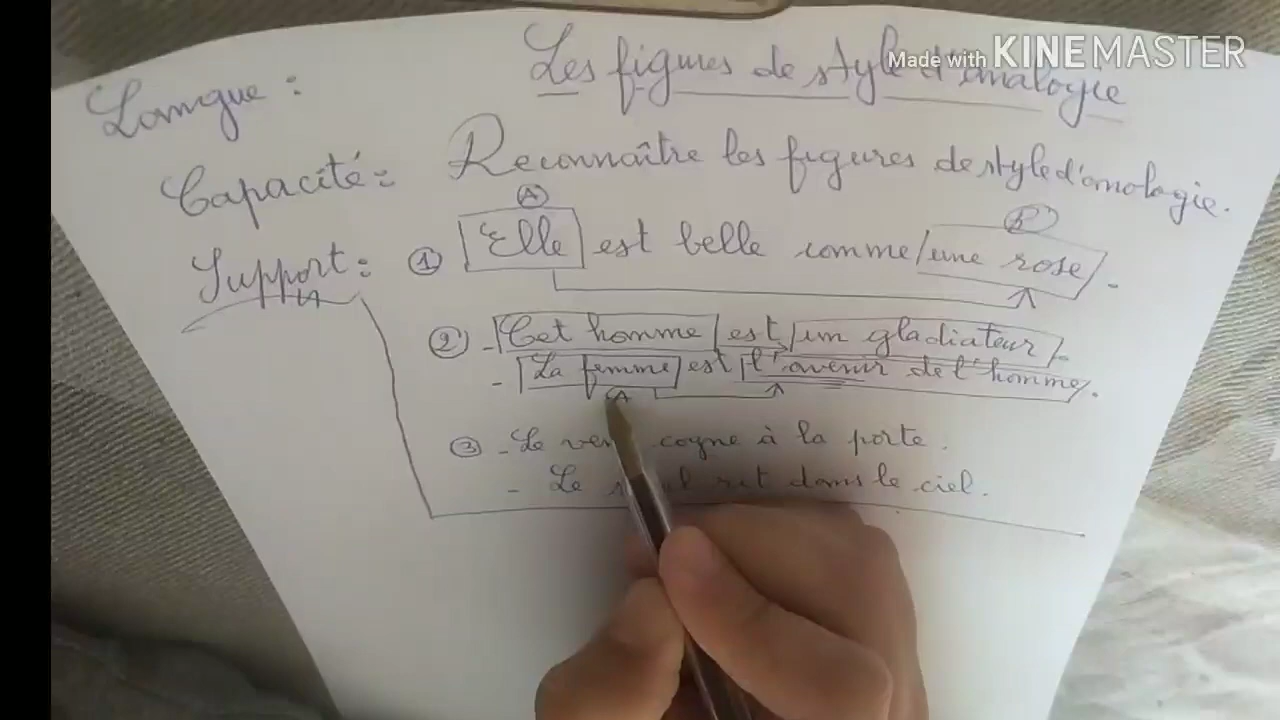 Made with KINEMASTER
Les figures de style d'analogie
Langue :
Capacité : Reconnaître les figures de style d'analogie.
A B
Support : 1 Elle est belle comme une rose.
2 - Cet homme est un gladiateur.
- La femme est l'avenir de l'homme.
A
3 - Le vent cogne à la porte.
- Le rit dans le ciel.